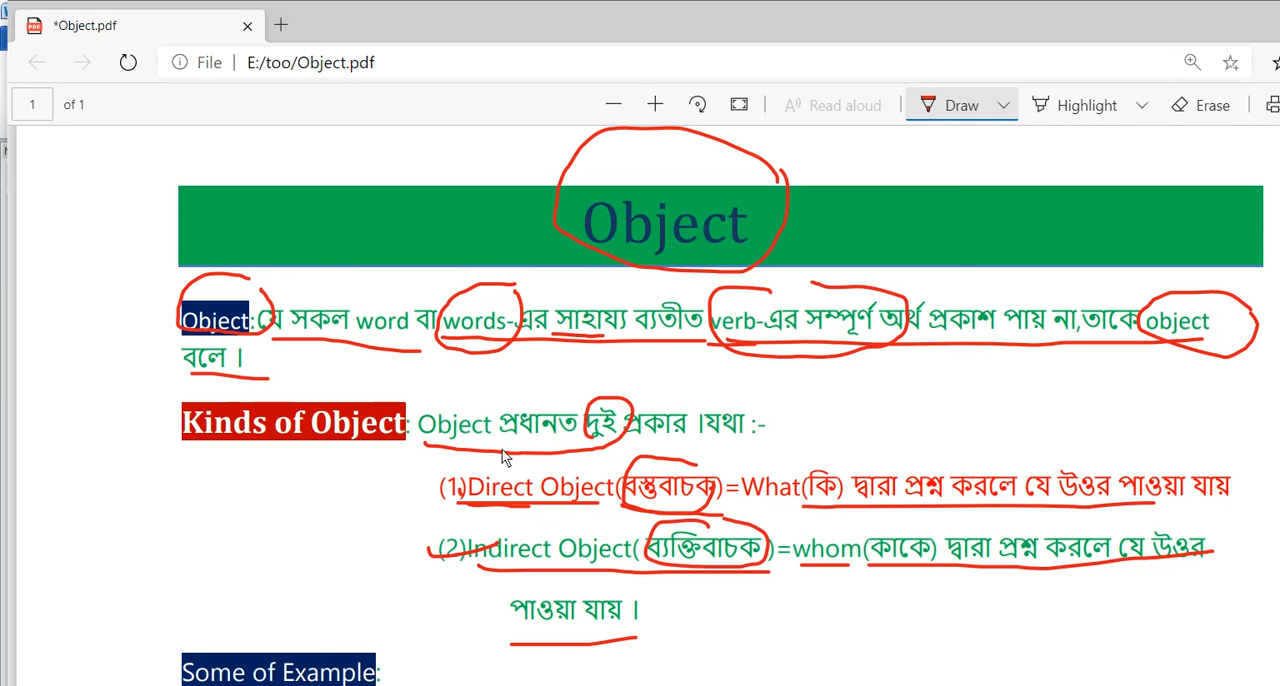 *Object.pdf
File E:/too/Object.pdf
1 of 1 Read aloud Draw Highlight Erase
Object
Object:যে সকল word বা words-এর সাহায্য ব্যতীত verb-এর সম্পূর্ণ অর্থ প্রকাশ পায় না,তাকে object
বলে ।
Kinds of Object: Object প্রধানত দুই প্রকার ।যথা :-
(1)Direct Object(বস্তুবাচক)=What(কি) দ্বারা প্রশ্ন করলে যে উওর পাওয়া যায়
(2)Indirect Object( ব্যক্তিবাচক )=whom(কাকে) দ্বারা প্রশ্ন করলে যে উওর
পাওয়া যায় ।
Some of Example: